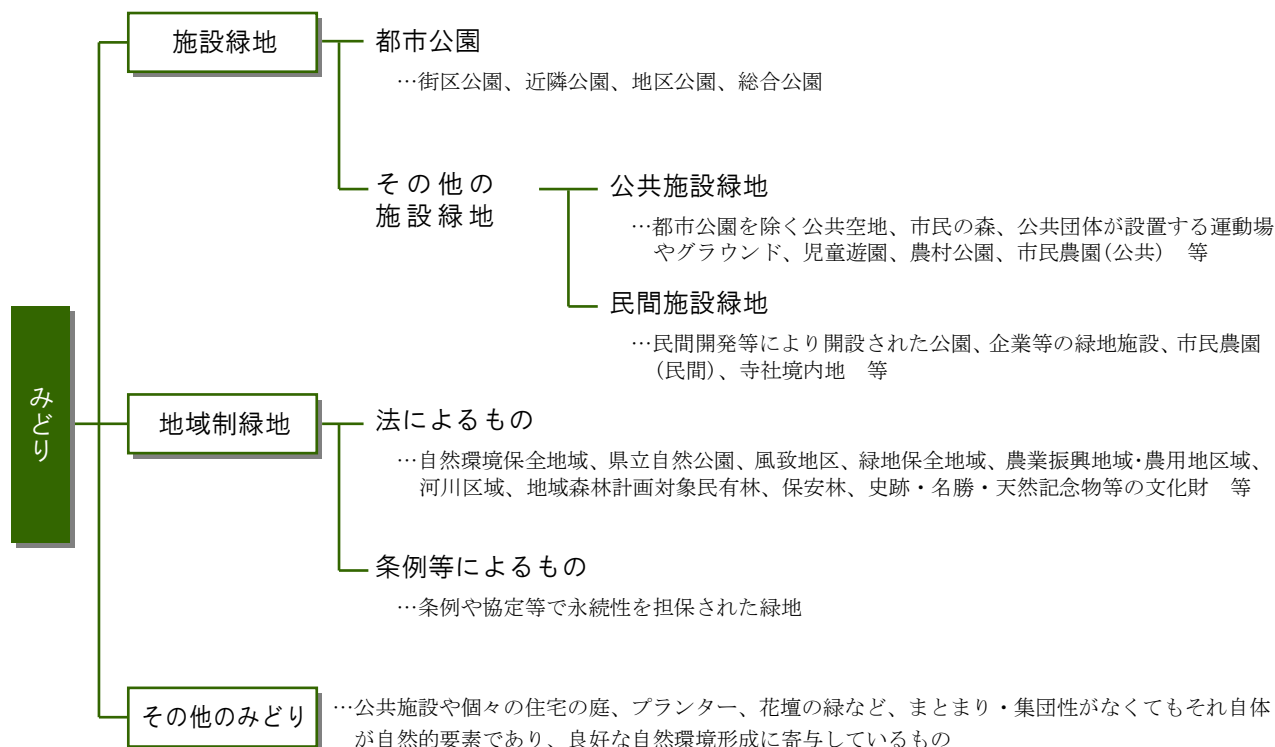 みどり
施設緑地
都市公園
…街区公園、近隣公園、地区公園、総合公園
その他の
施設緑地
公共施設緑地
…都市公園を除く公共空地、市民の森、公共団体が設置する運動場
やグラウンド、児童遊園、農村公園、市民農園(公共)　等
民間施設緑地
…民間開発等により開設された公園、企業等の緑地施設、市民農園
(民間)、寺社境内地　等
地域制緑地
法によるもの
…自然環境保全地域、県立自然公園、風致地区、緑地保全地域、農業振興地域・農用地区域、
河川区域、地域森林計画対象民有林、保安林、史跡・名勝・天然記念物等の文化財　等
条例等によるもの
…条例や協定等で永続性を担保された緑地
その他のみどり
…公共施設や個々の住宅の庭、プランター、花壇の緑など、まとまり・集団性がなくてもそれ自体
が自然的要素であり、良好な自然環境形成に寄与しているもの